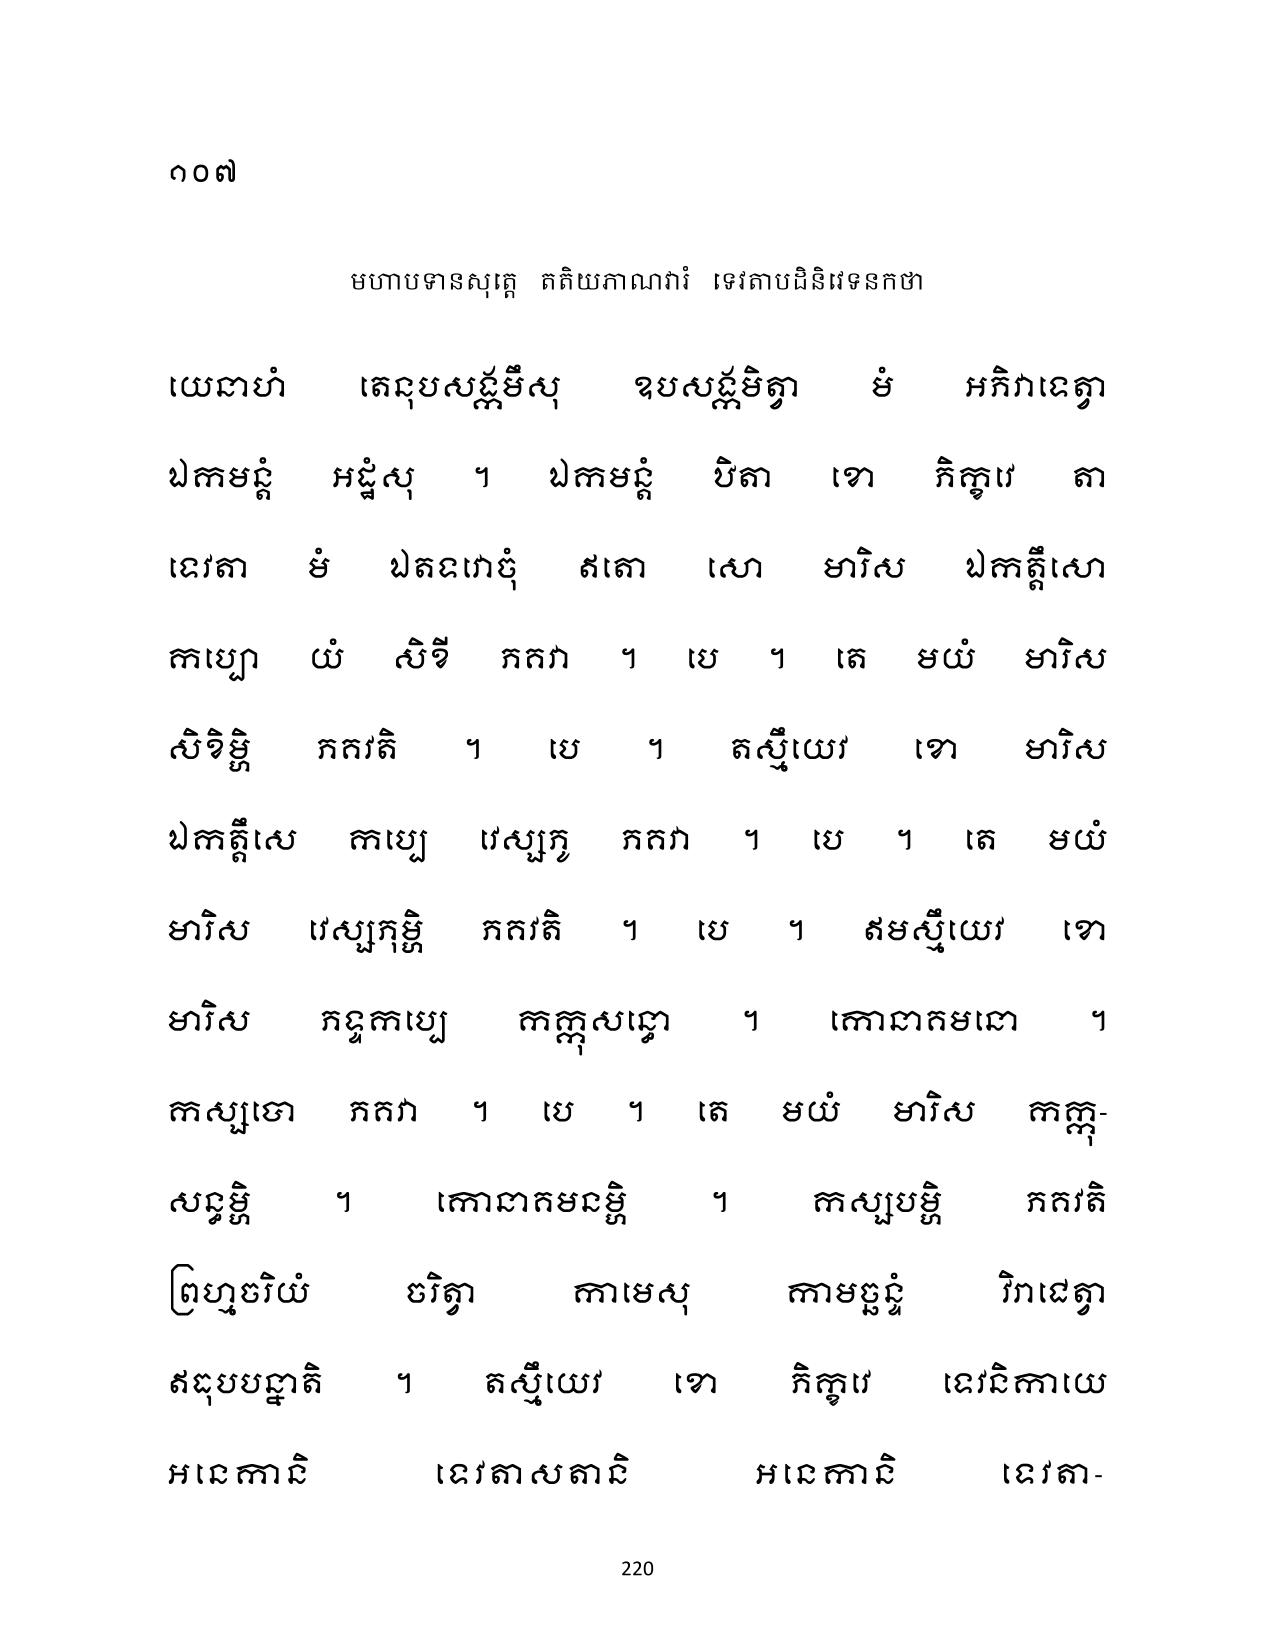 ១០៧
មហាបទានសុត្តេ តតិយភាណវារំ ទេវតាបដិនិវេទនកថា
យេនាហំ តេនុបសង្កមឹសុ ឧបសង្កមិត្វា មំ អភិវាទេត្វា
ឯកមន្តំ អដ្ឋំសុ ។ ឯកមន្តំ ឋិតា ខោ ភិក្ខវេ តា
ទេវតា មំ ឯតទវោចុំ ឥតោ សោ មារិស ឯកត្តឹសោ
កប្បោ យំ សិខី ភគវា ។ បេ ។ តេ មយំ មារិស
សិខិម្ហិ ភគវតិ ។ បេ ។ តស្មឹយេវ ខោ មារិស
ឯកត្តឹសេ កប្បេ វេស្សភូ ភគវា ។ បេ ។ តេ មយំ
មារិស វេស្សភុម្ហិ ភគវតិ ។ បេ ។ ឥមស្មឹយេវ ខោ
មារិស ភទ្ទកប្បេ កក្កុសន្ធោ ។ កោនាគមនោ ។
កស្សបោ ភគវា ។ បេ ។ តេ មយំ មារិស កក្កុ-
សន្ធម្ហិ ។ កោនាគមនម្ហិ ។ កស្សបម្ហិ ភគវតិ
ព្រហ្មចរិយំ ចរិត្វា កាមេសុ កាមច្ឆន្ទំ វិរាជេត្វា
ឥធុបបន្នាតិ ។ តស្មឹយេវ ខោ ភិក្ខវេ ទេវនិកាយេ
អនេកានិ ទេវតាសតានិ អនេកានិ ទេវតា-
220